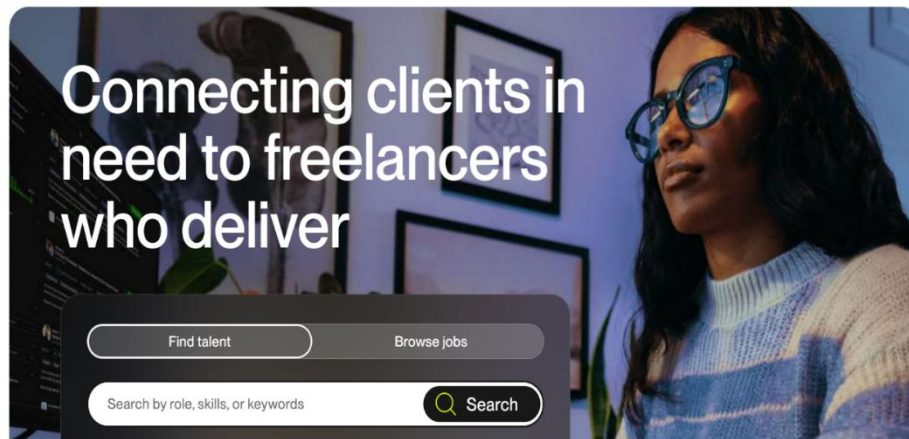 Connecting clients in
need to freelancers
who deliver
Find talent
Browse jobs
Search by role, skills, or keywords
Search